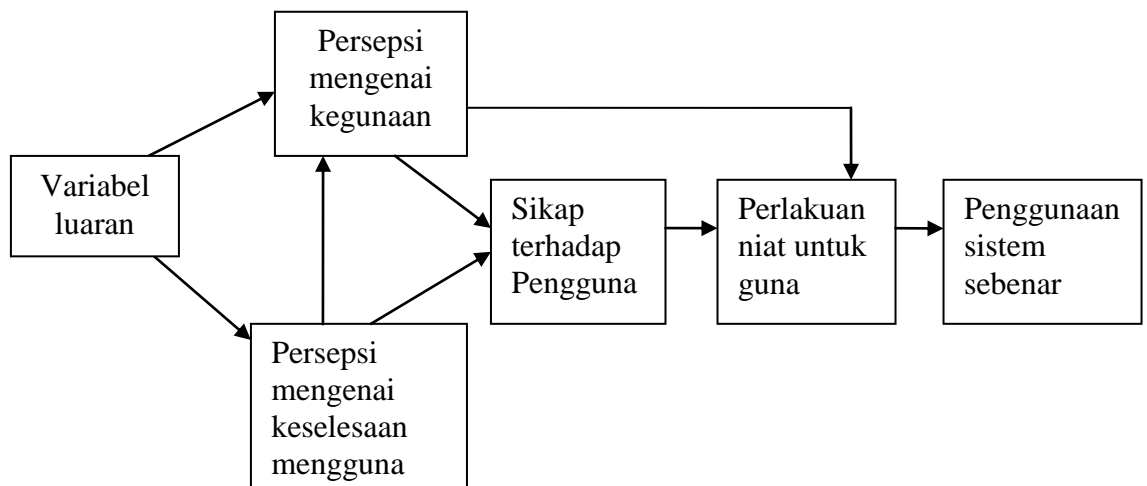 Persepsi
mengenai
kegunaan
Variabel
luaran
Sikap
terhadap
Pengguna
Perlakuan
niat untuk
guna
Penggunaan
sistem
sebenar
Persepsi
mengenai
keselesaan
mengguna